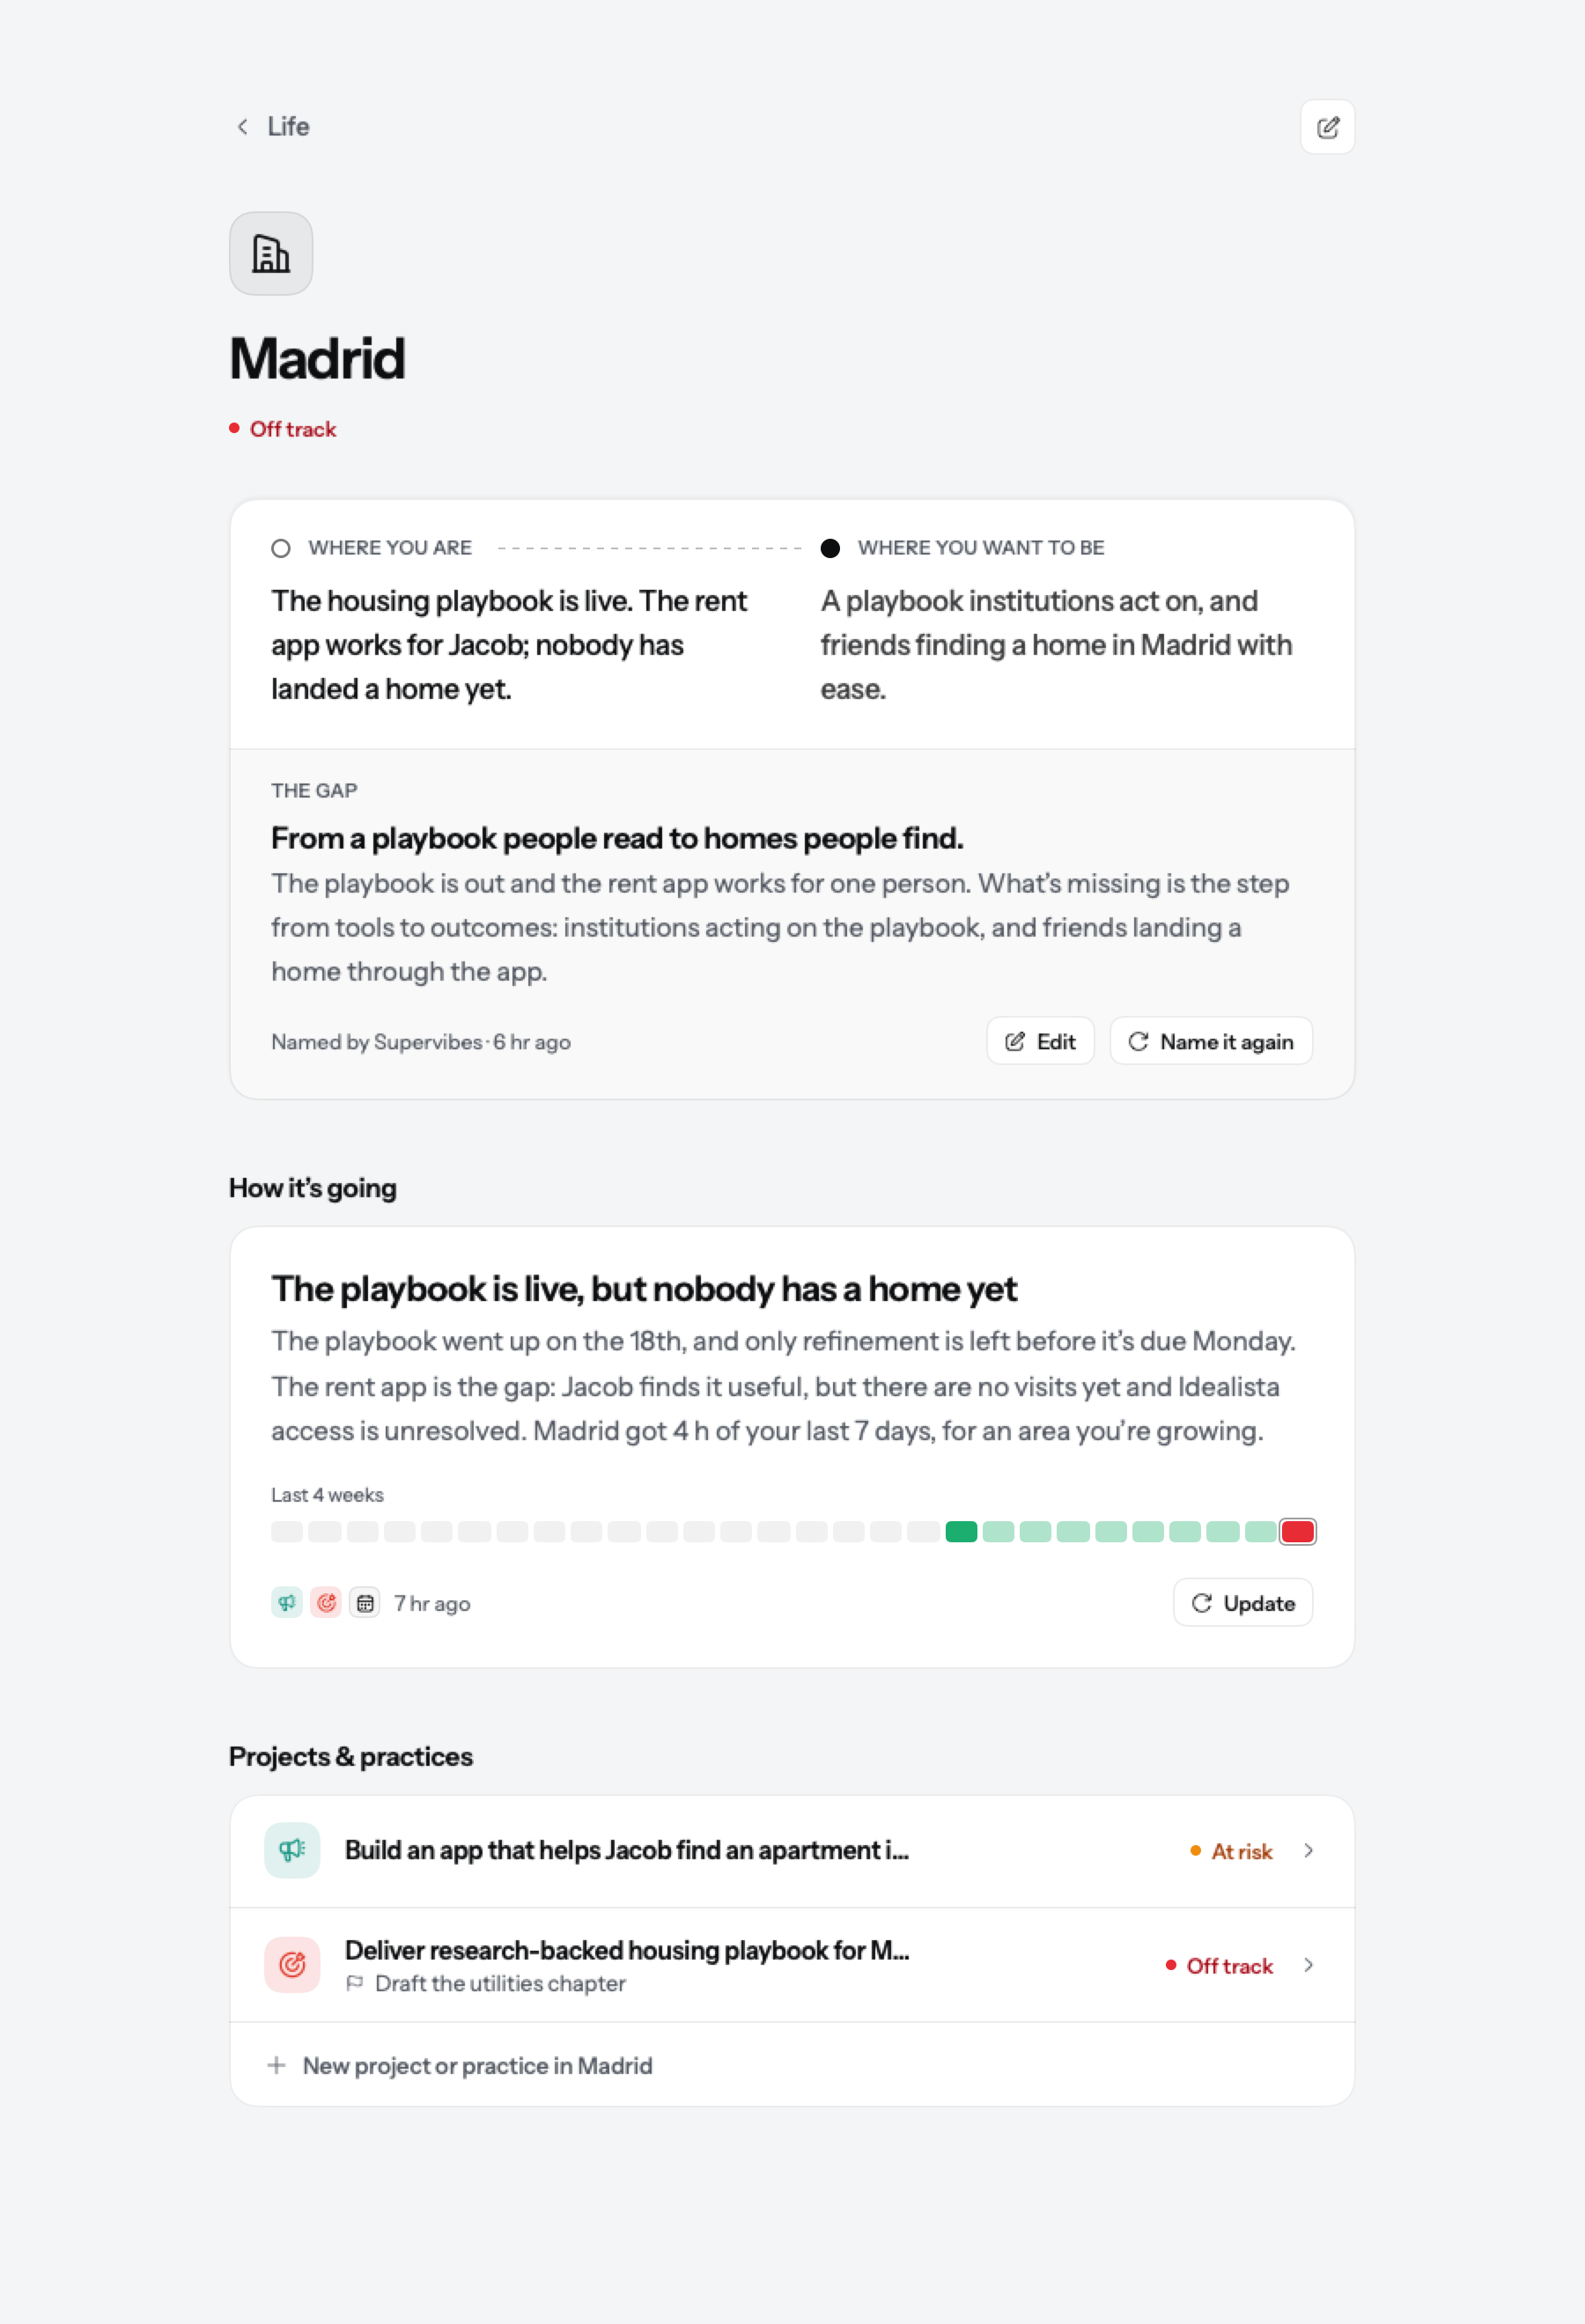 Life
Madrid
Off track
WHERE YOU ARE
The housing playbook is live. The rent
app works for Jacob; nobody has
landed a home yet.
WHERE YOU WANT TO BE
A playbook institutions act on, and
friends finding a home in Madrid with
ease.
THE GAP
From a playbook people read to homes people find.
The playbook is out and the rent app works for one person. What’s missing is the step
from tools to outcomes: institutions acting on the playbook, and friends landing a
home through the app.
Named by Supervibes · 6 hr ago
Edit
Name it again
How it’s going
The playbook is live, but nobody has a home yet
The playbook went up on the 18th, and only refinement is left before it’s due Monday.
The rent app is the gap: Jacob finds it useful, but there are no visits yet and Idealista
access is unresolved. Madrid got 4 h of your last 7 days, for an area you’re growing.
Last 4 weeks
7 hr ago
Update
Projects & practices
Build an app that helps Jacob find an apartment i...
At risk
Deliver research-backed housing playbook for M...
Draft the utilities chapter
Off track
New project or practice in Madrid